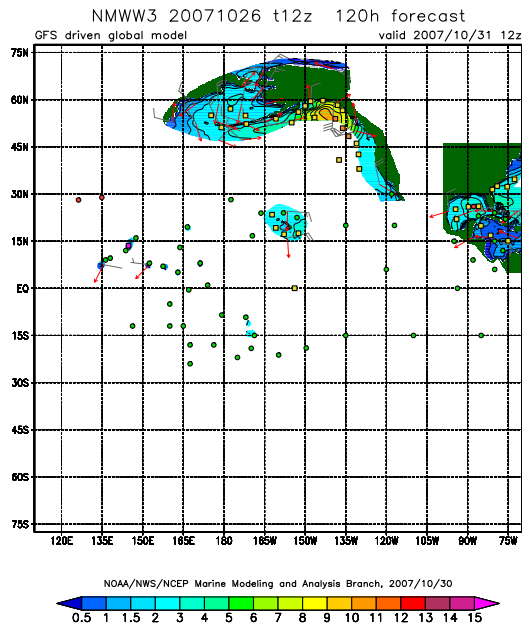 NMWW3 20071026 t12z 120h forecast
GFS driven global model valid 2007/10/31 12z
75N
60N
45N
30N
15N
EQ
15S
30S
45S
60S
75S
120E 135E 150E 165E 180 165W 150W 135W 120W 105W 90W 75W
NOAA/NWS/NCEP Marine Modeling and Analysis Branch, 2007/10/30
0.5 1 1.5 2 3 4 5 6 7 8 9 10 11 12 13 14 15